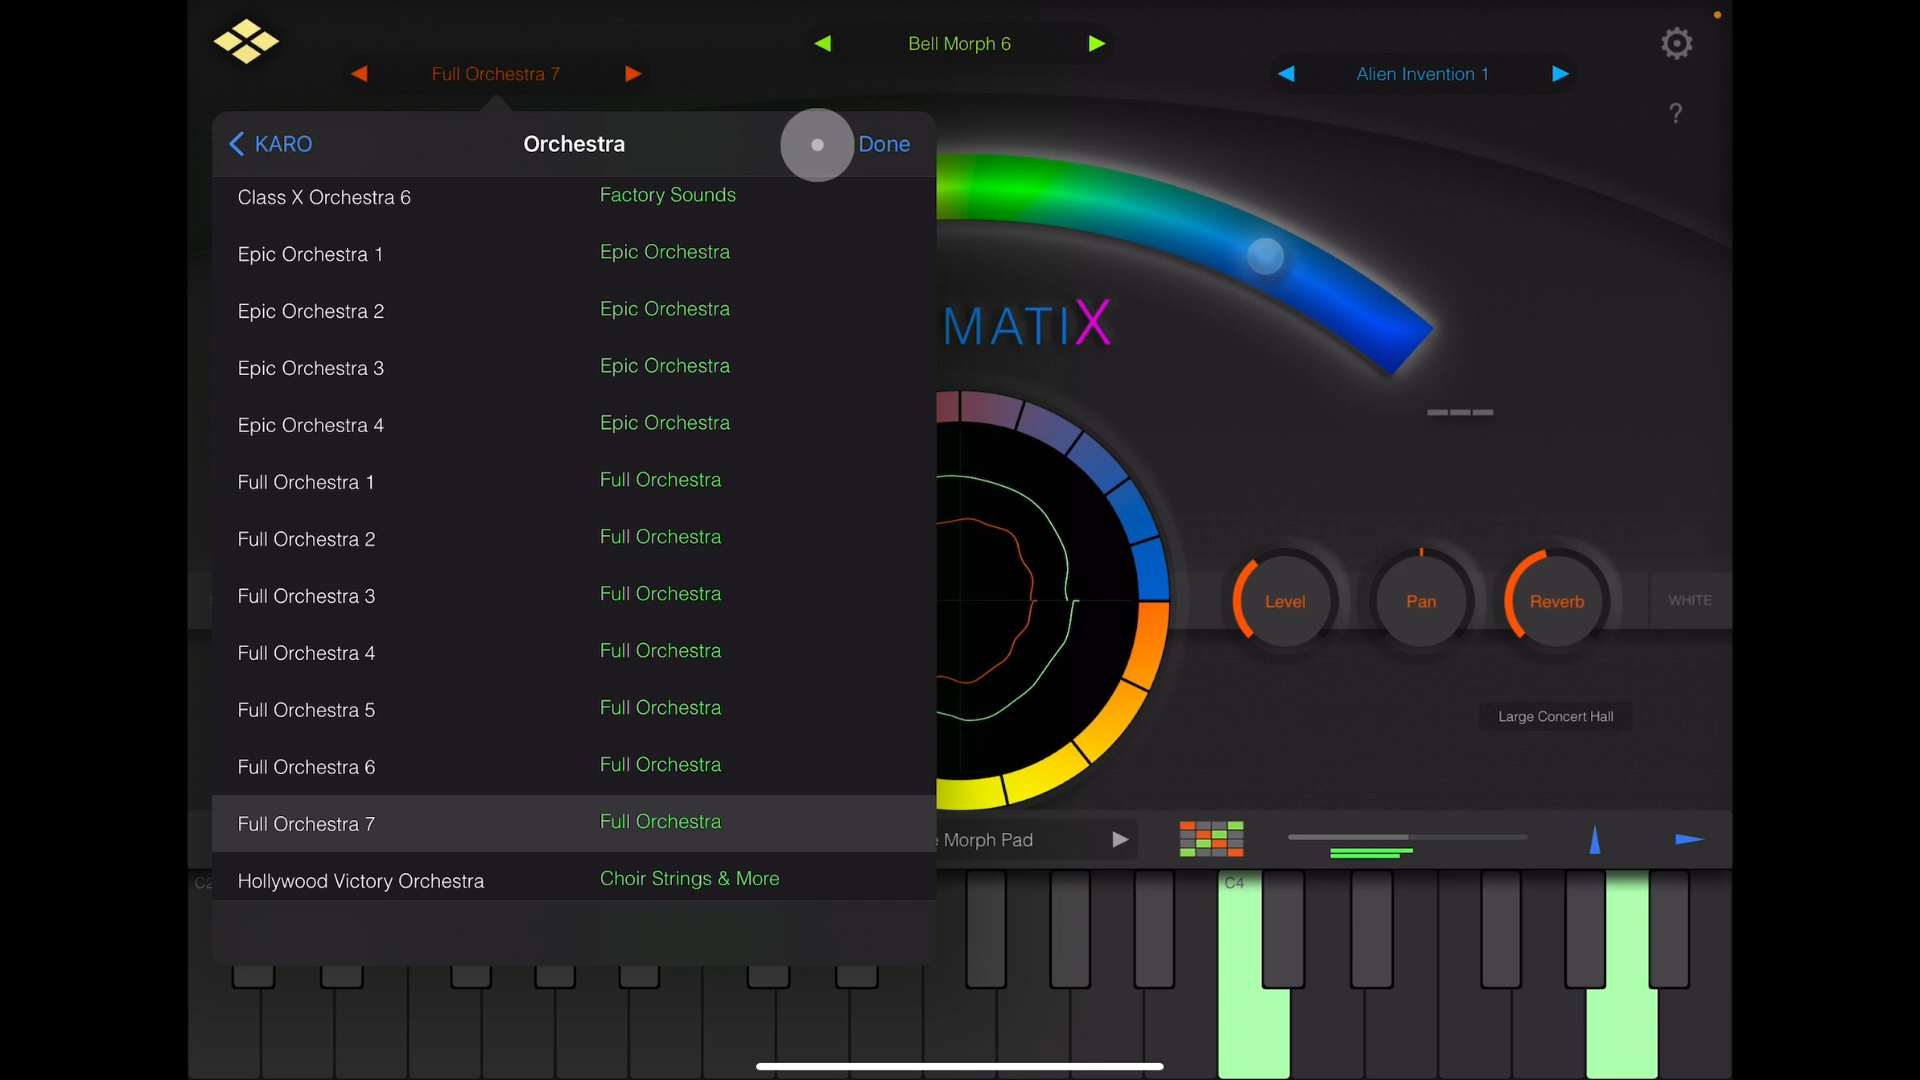 Bell Morph 6
Full Orchestra 7
Alien Invention 1
?
KARO
Orchestra
Done
Class X Orchestra 6 Factory Sounds
Epic Orchestra 1 Epic Orchestra
Epic Orchestra 2 Epic Orchestra
Epic Orchestra 3 Epic Orchestra
Epic Orchestra 4 Epic Orchestra
Full Orchestra 1 Full Orchestra
Full Orchestra 2 Full Orchestra
Full Orchestra 3 Full Orchestra
Full Orchestra 4 Full Orchestra
Full Orchestra 5 Full Orchestra
Full Orchestra 6 Full Orchestra
Full Orchestra 7 Full Orchestra
Hollywood Victory Orchestra Choir Strings & More
MATIX
Level
Pan
Reverb
WHITE
Large Concert Hall
e Morph Pad
C2
C4